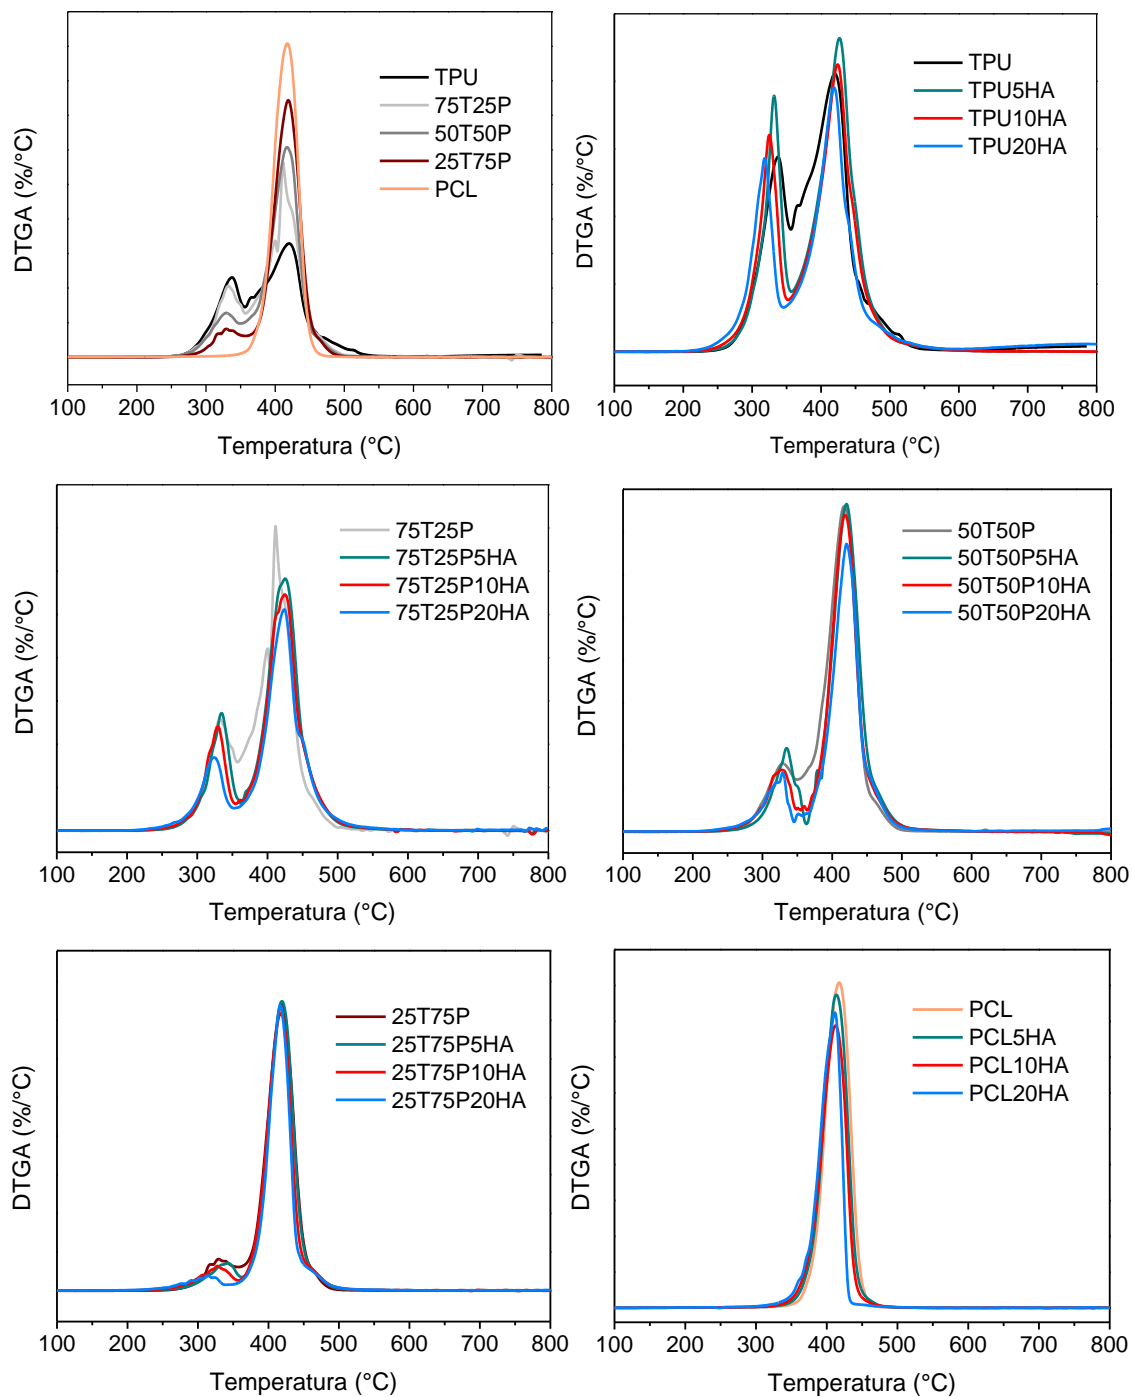 DTGA (%/°C)
TPU
75T25P
50T50P
25T75P
PCL
100 200 300 400 500 600 700 800
Temperatura (°C)
DTGA (%/°C)
TPU
TPU5HA
TPU10HA
TPU20HA
100 200 300 400 500 600 700 800
Temperatura (°C)
DTGA (%/°C)
75T25P
75T25P5HA
75T25P10HA
75T25P20HA
100 200 300 400 500 600 700 800
Temperatura (°C)
DTGA (%/°C)
50T50P
50T50P5HA
50T50P10HA
50T50P20HA
100 200 300 400 500 600 700 800
Temperatura (°C)
DTGA (%/°C)
25T75P
25T75P5HA
25T75P10HA
25T75P20HA
100 200 300 400 500 600 700 800
Temperatura (°C)
DTGA (%/°C)
PCL
PCL5HA
PCL10HA
PCL20HA
100 200 300 400 500 600 700 800
Temperatura (°C)